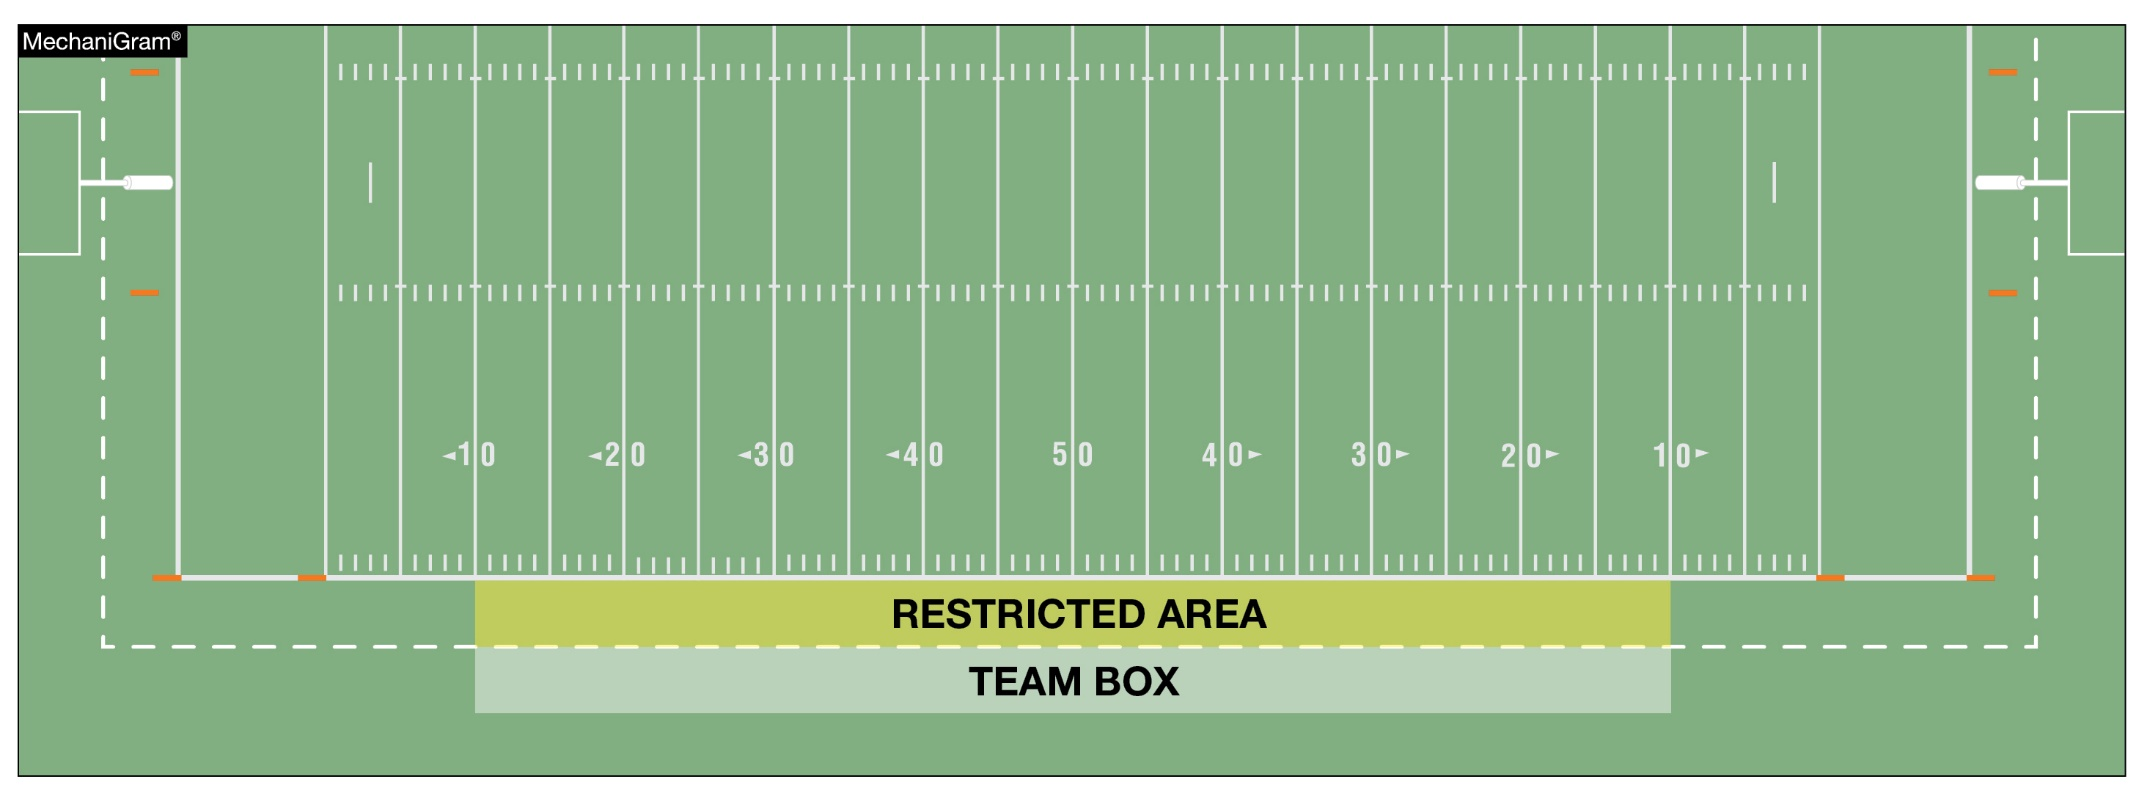 MechaniGram®
◄10 ◄20 ◄30 ◄40 50 40► 30► 20► 10►
RESTRICTED AREA
TEAM BOX